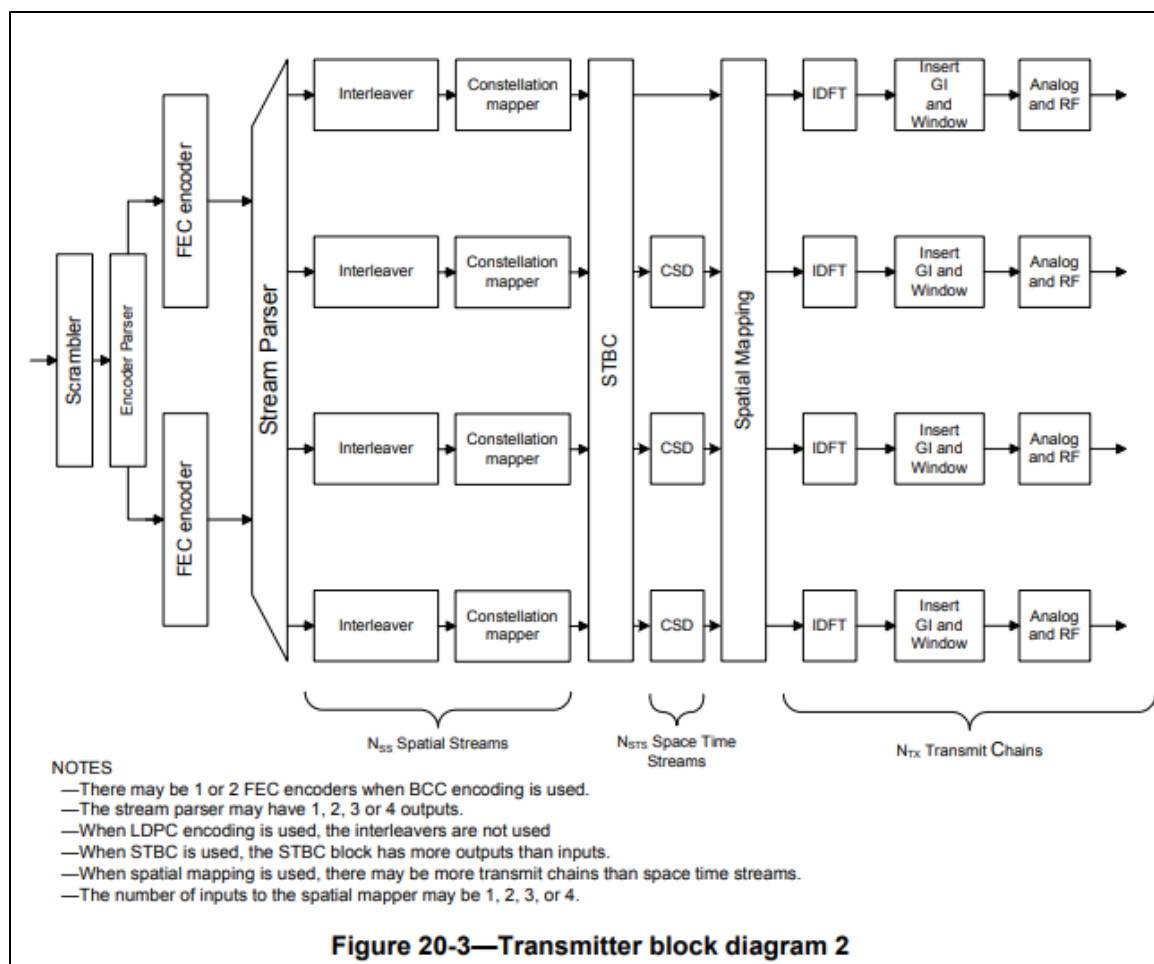 Scrambler
Encoder Parser
FEC encoder
FEC encoder
Stream Parser
Interleaver
Constellation
mapper
Interleaver
Constellation
mapper
Interleaver
Constellation
mapper
Interleaver
Constellation
mapper
STBC
CSD
CSD
CSD
Spatial Mapping
IDFT
Insert
GI
and
Window
Analog
and RF
IDFT
Insert
GI and
Window
Analog
and RF
IDFT
Insert
GI and
Window
Analog
and RF
IDFT
Insert
GI and
Window
Analog
and RF
NSS Spatial Streams
NSTS Space Time
Streams
NTX Transmit Chains
NOTES
—There may be 1 or 2 FEC encoders when BCC encoding is used.
—The stream parser may have 1, 2, 3 or 4 outputs.
—When LDPC encoding is used, the interleavers are not used
—When STBC is used, the STBC block has more outputs than inputs.
—When spatial mapping is used, there may be more transmit chains than space time streams.
—The number of inputs to the spatial mapper may be 1, 2, 3, or 4.
Figure 20-3—Transmitter block diagram 2